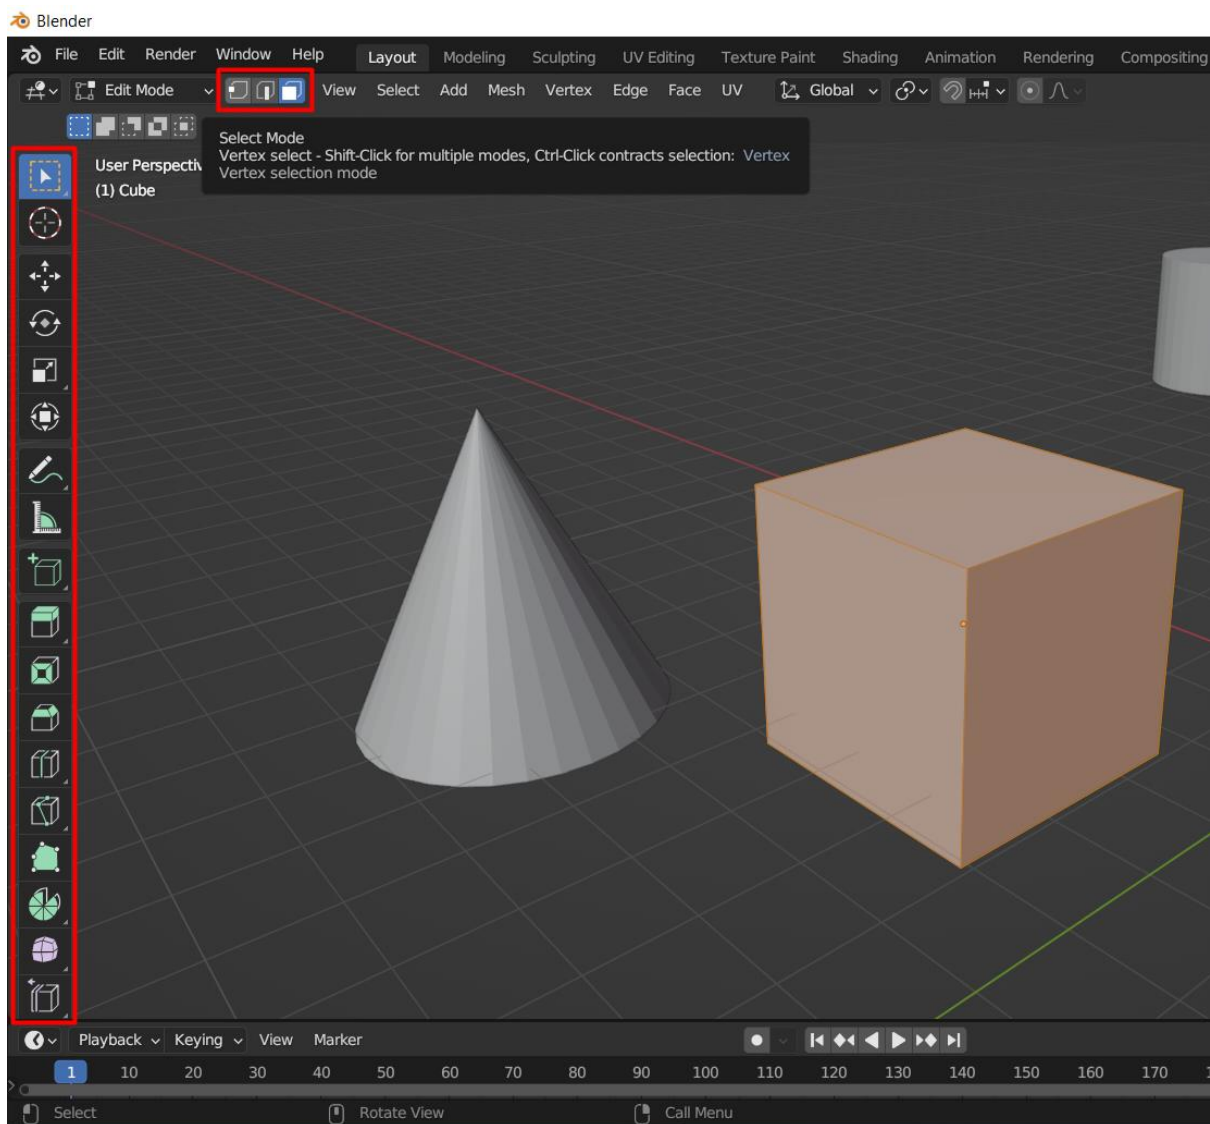 Blender
File Edit Render Window Help Layout Modeling Sculpting UV Editing Texture Paint Shading Animation Rendering Compositing
Edit Mode View Select Add Mesh Vertex Edge Face UV Global
Select Mode
Vertex select - Shift-Click for multiple modes, Ctrl-Click contracts selection: Vertex
Vertex selection mode
User Perspectiv
(1) Cube
Playback Keying View Marker
1 10 20 30 40 50 60 70 80 90 100 110 120 130 140 150 160 170
Select Rotate View Call Menu